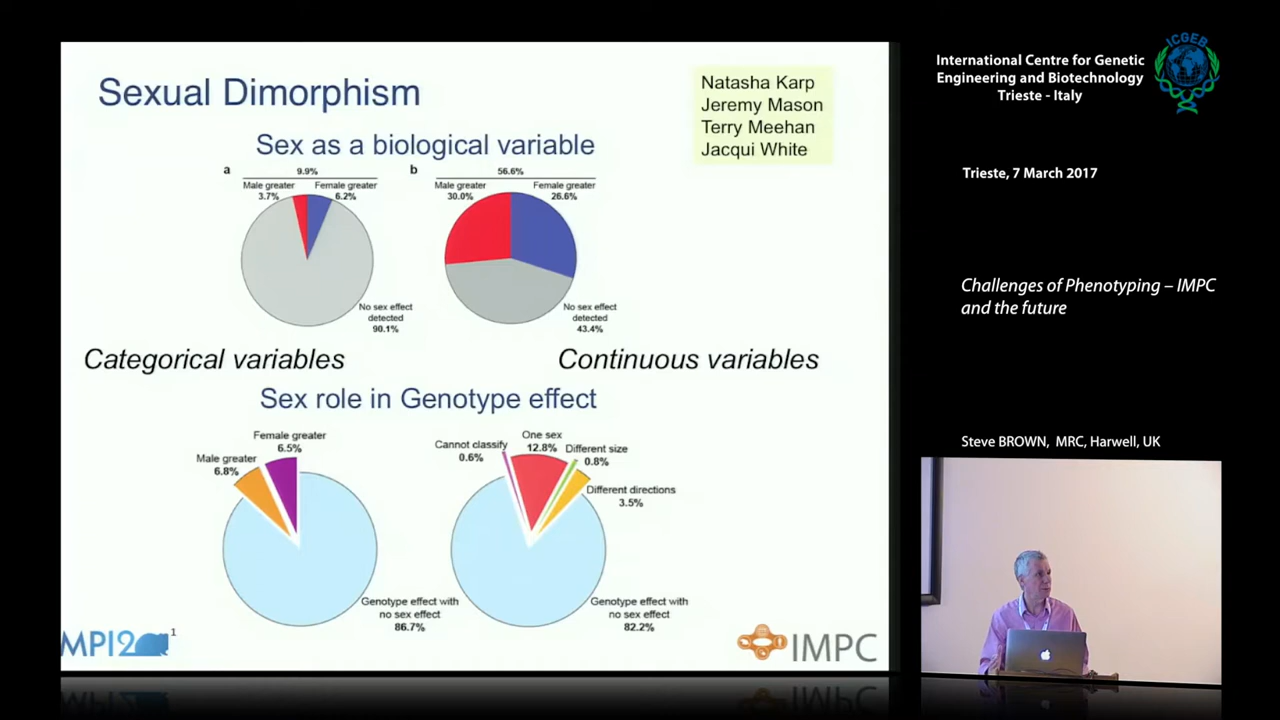 Sexual Dimorphism
Natasha Karp
Jeremy Mason
Terry Meehan
Jacqui White
Sex as a biological variable
a
9.9%
Male greater
3.7%
Female greater
6.2%
No sex effect
detected
90.1%
b
56.6%
Male greater
30.0%
Female greater
26.6%
No sex effect
detected
43.4%
Categorical variables
Continuous variables
Sex role in Genotype effect
Female greater
6.5%
Male greater
6.8%
Genotype effect with
no sex effect
86.7%
Cannot classify
0.6%
One sex
12.8%
Different size
0.8%
Different directions
3.5%
Genotype effect with
no sex effect
82.2%
MPI2
1
IMPC
International Centre for Genetic
Engineering and Biotechnology
Trieste - Italy
ICGEB
Trieste, 7 March 2017
Challenges of Phenotyping – IMPC
and the future
Steve BROWN, MRC, Harwell, UK